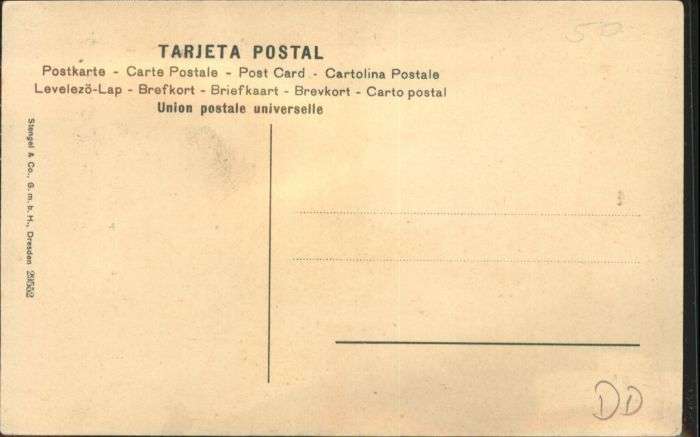 50
TARJETA POSTAL
Postkarte - Carte Postale - Post Card - Cartolina Postale
Levelező-Lap - Brefkort - Briefkaart - Brevkort - Carto postal
Union postale universelle
Stengel & Co., G. m. b. H., Dresden
DD